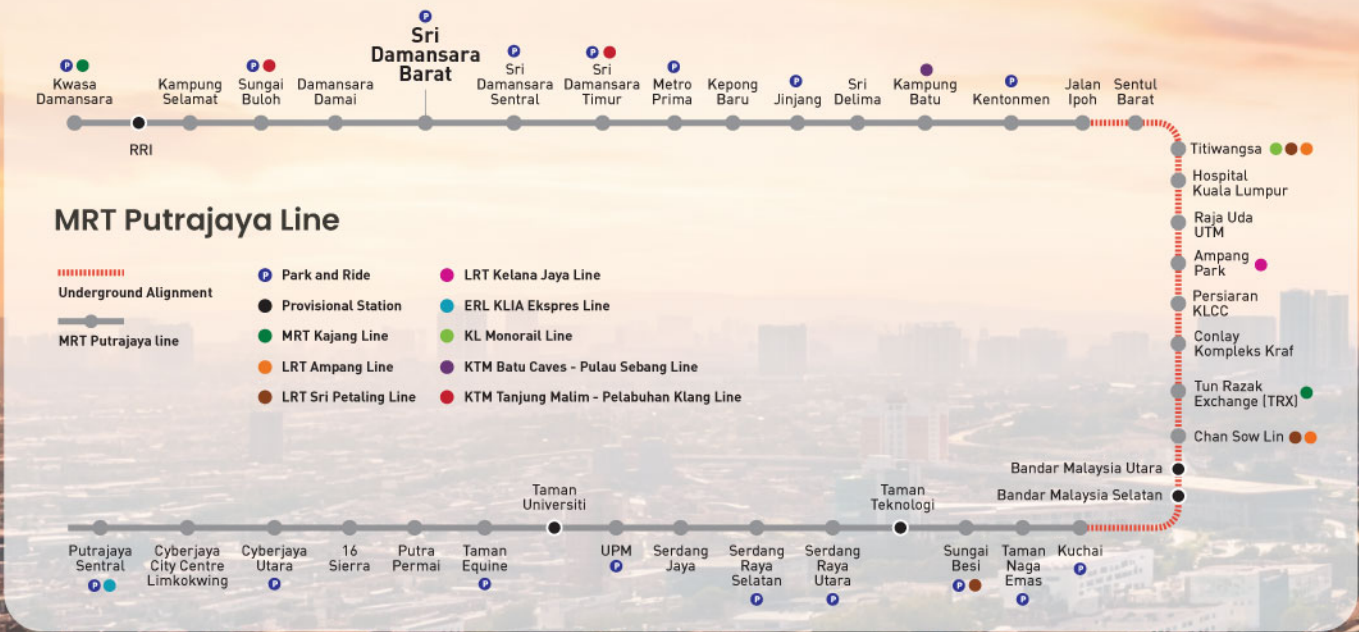 P
Sri
Damansara
Barat
P
Kwasa
Damansara
RRI
Kampung
Selamat
P
Sungai
Buloh
Damansara
Damai
P
Sri
Damansara
Sentral
P
Sri
Damansara
Timur
P
Metro
Prima
Kepong
Baru
P
Jinjang
Sri
Delima
Kampung
Batu
P
Kentonmen
Jalan
Ipoh
Sentul
Barat
Titiwangsa
Hospital
Kuala Lumpur
Raja Uda
UTM
Ampang
Park
Persiaran
KLCC
Conlay
Kompleks Kraf
Tun Razak
Exchange (TRX)
Chan Sow Lin
Bandar Malaysia Utara
Bandar Malaysia Selatan
MRT Putrajaya Line
Underground Alignment
MRT Putrajaya line
P Park and Ride
Provisional Station
MRT Kajang Line
LRT Ampang Line
LRT Sri Petaling Line
LRT Kelana Jaya Line
ERL KLIA Ekspres Line
KL Monorail Line
KTM Batu Caves - Pulau Sebang Line
KTM Tanjung Malim - Pelabuhan Klang Line
Putrajaya
Sentral
P
Cyberjaya
City Centre
Limkokwing
Cyberjaya
Utara
P
16
Sierra
Putra
Permai
Taman
Equine
P
Taman
Universiti
UPM
P
Serdang
Jaya
Serdang
Raya
Selatan
P
Serdang
Raya
Utara
P
Taman
Teknologi
Sungai
Besi
P
Taman
Naga
Emas
P
Kuchai
P